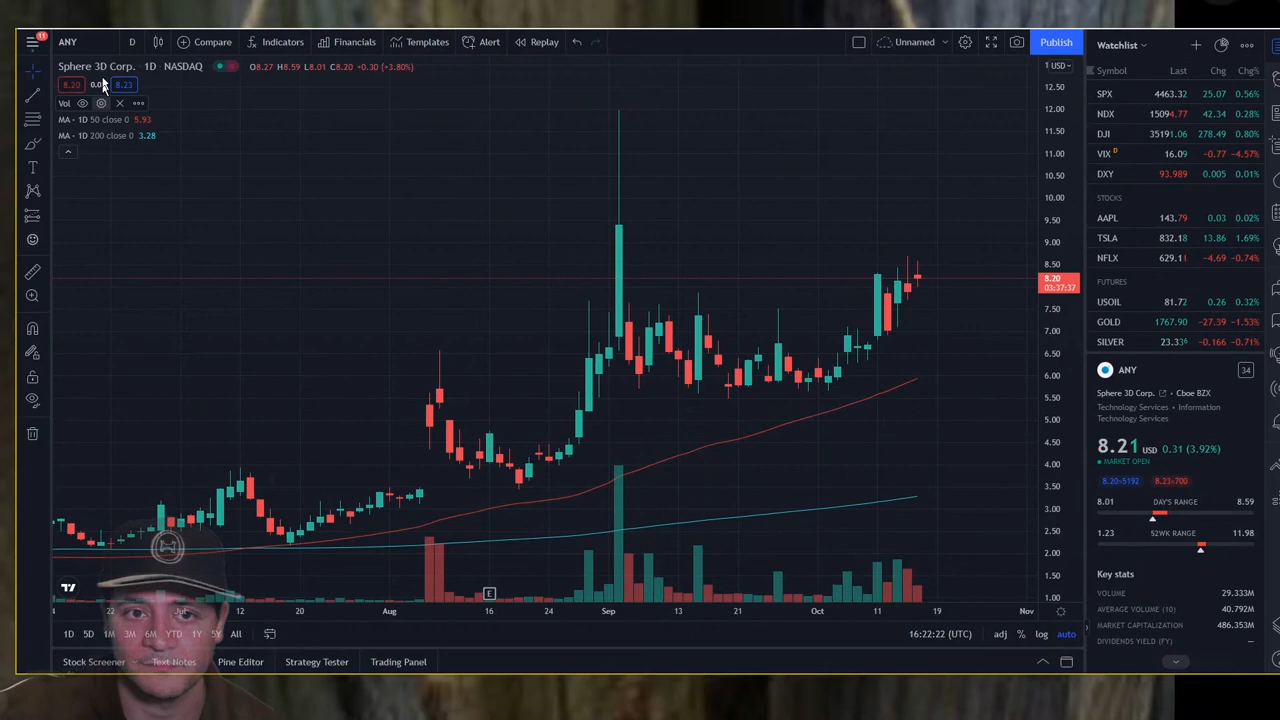 11
ANY
D
Compare
Indicators
Financials
Templates
Alert
Replay
Unnamed
Publish
Sphere 3D Corp. · 1D · NASDAQ
O8.27 H8.59 L8.01 C8.20 +0.30 (+3.80%)
8.20
8.23
Vol
MA · 1D 50 close 0 5.93
MA · 1D 200 close 0 3.28
1 USD
12.50
12.00
11.50
11.00
10.50
10.00
9.50
9.00
8.50
8.20
03:37:37
7.50
7.00
6.50
6.00
5.50
5.00
4.50
4.00
3.50
3.00
2.50
2.00
1.50
1.00
E
22
Jul
12
20
Aug
16
24
Sep
13
21
Oct
11
19
Nov
1D 5D 1M 3M 6M YTD 1Y 5Y All
16:22:22 (UTC)
adj % log auto
Stock Screener
Text Notes
Pine Editor
Strategy Tester
Trading Panel
Watchlist
Symbol Last Chg Chg%
SPX 4463.32 25.07 0.56%
NDX 15094.77 42.34 0.28%
DJI 35191.06 278.49 0.80%
VIX D 16.09 −0.77 −4.57%
DXY 93.989 0.005 0.01%
STOCKS
AAPL 143.79 0.03 0.02%
TSLA 832.18 13.86 1.69%
NFLX 629.11 −4.69 −0.74%
FUTURES
USOIL 81.72 0.26 0.32%
GOLD 1767.90 −27.39 −1.53%
SILVER 23.336 −0.166 −0.71%
ANY
34
Sphere 3D Corp. · Cboe BZX
Technology Services · Information
Technology Services
8.21 USD 0.31 (3.92%)
MARKET OPEN
8.20×5192 8.23×700
8.01 DAY'S RANGE 8.59
1.23 52WK RANGE 11.98
Key stats
VOLUME 29.333M
AVERAGE VOLUME (10) 40.792M
MARKET CAPITALIZATION 486.353M
DIVIDENDS YIELD (FY) —